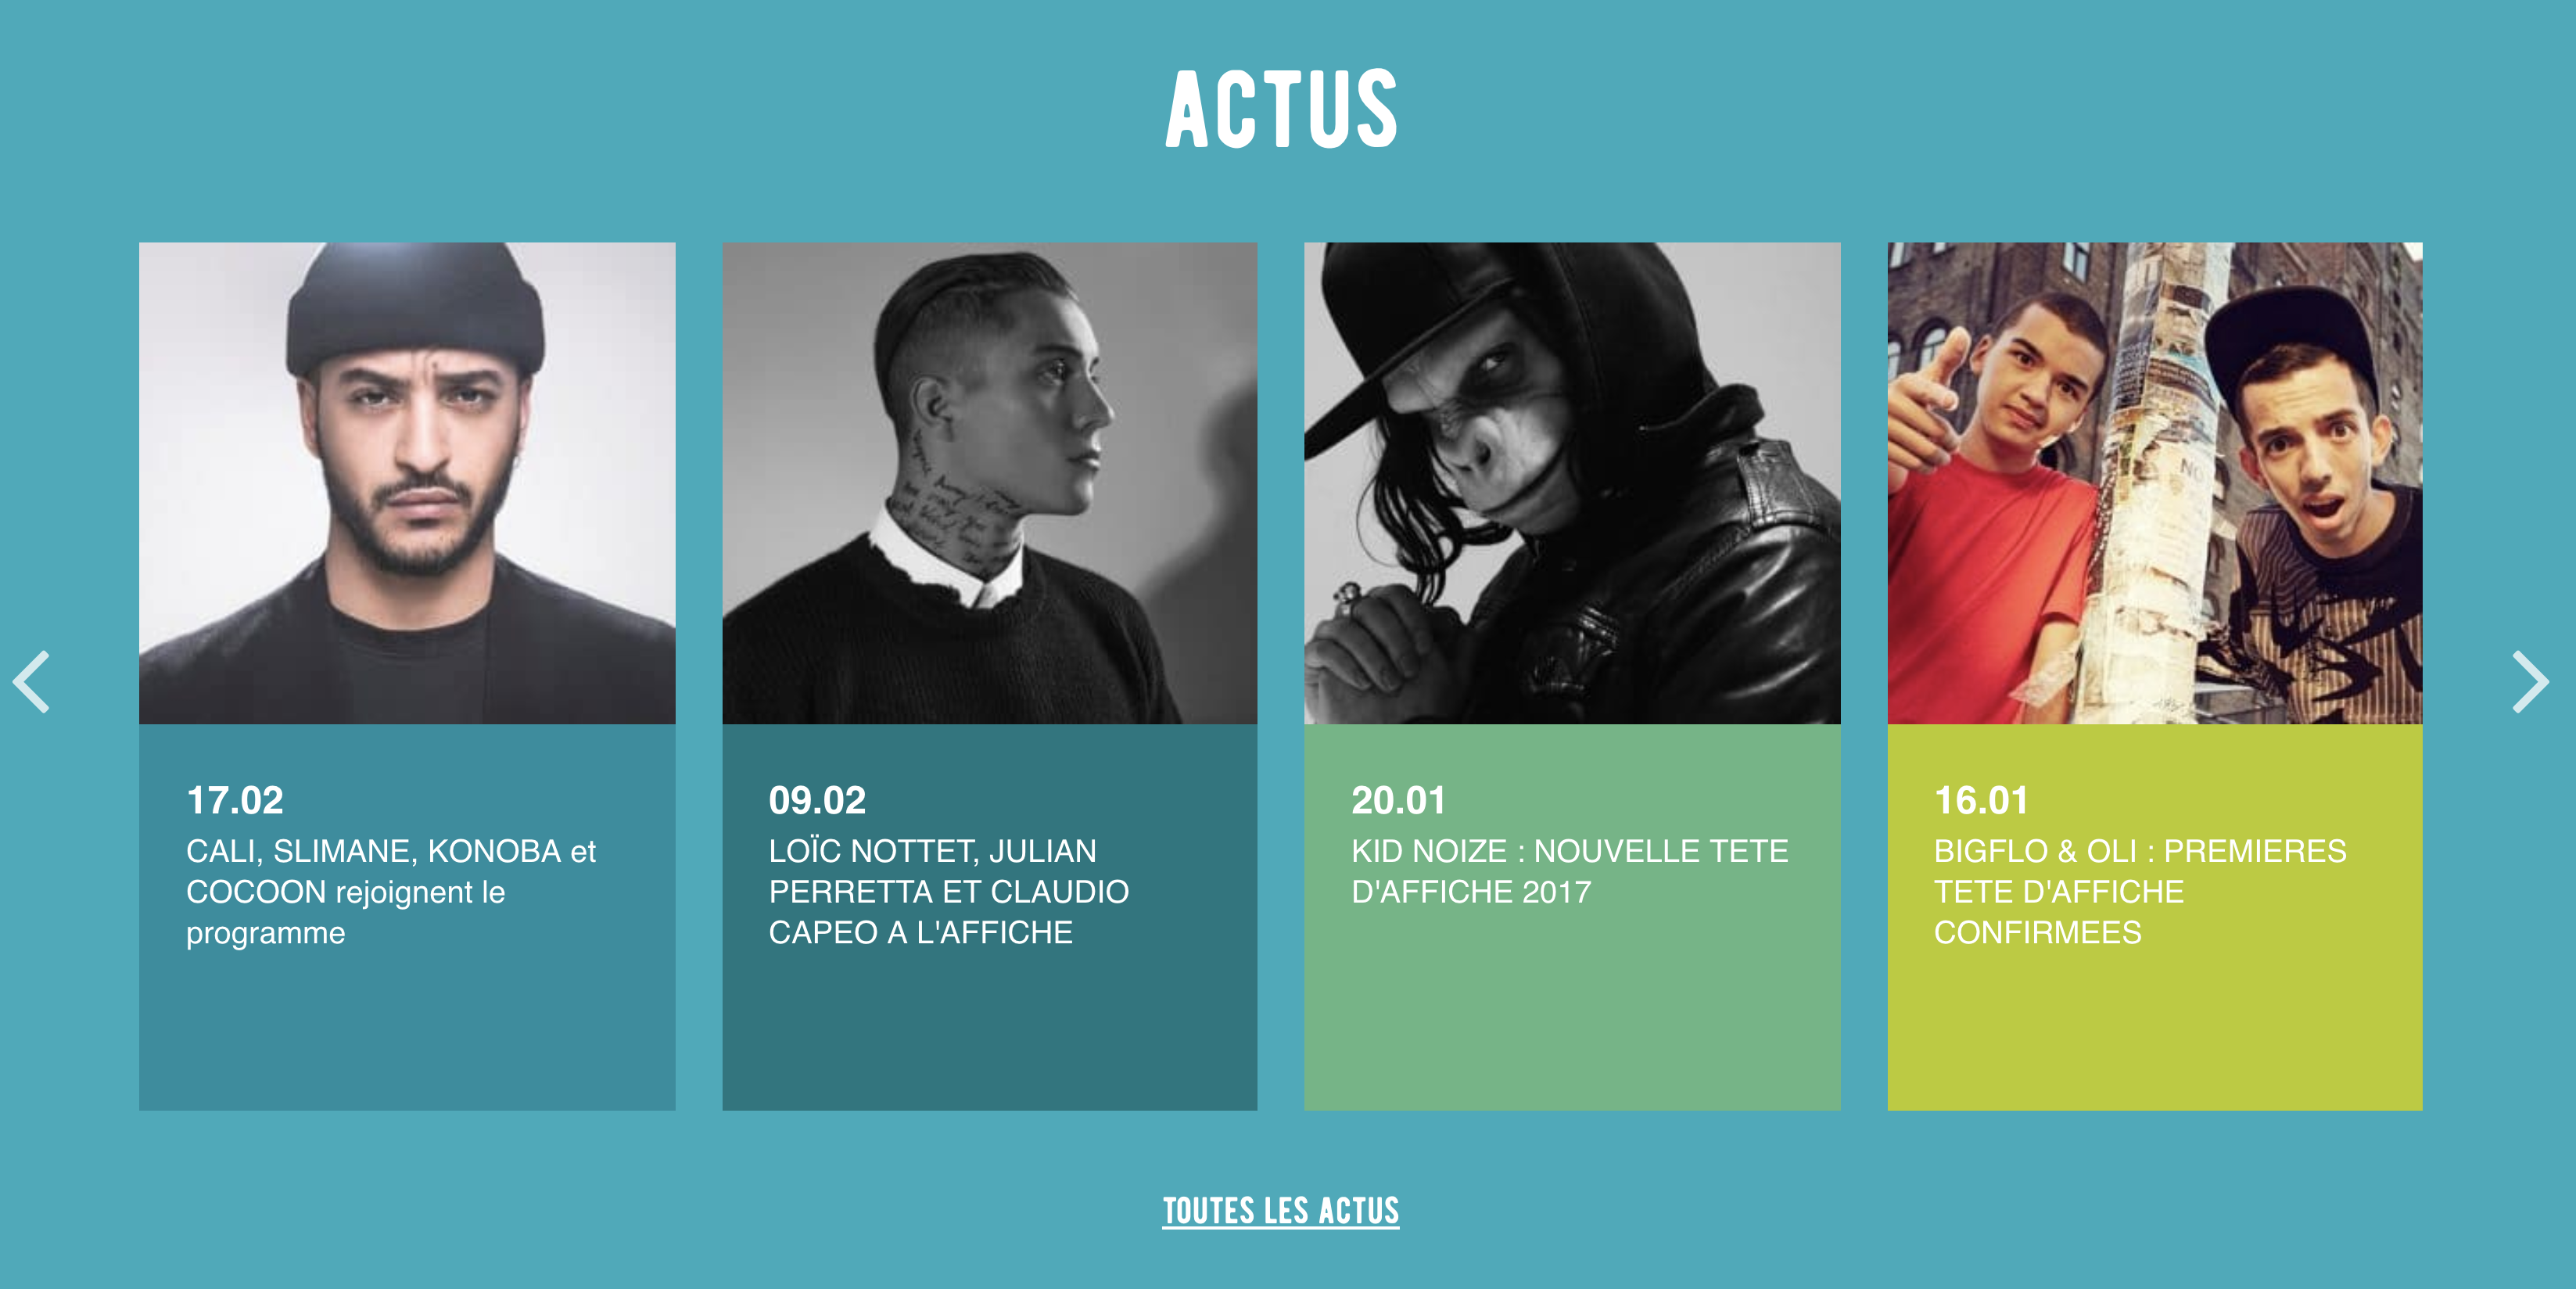 ACTUS
17.02
CALI, SLIMANE, KONOBA et
COCOON rejoignent le
programme
09.02
LOÏC NOTTET, JULIAN
PERRETTA ET CLAUDIO
CAPEO A L'AFFICHE
20.01
KID NOIZE : NOUVELLE TETE
D'AFFICHE 2017
16.01
BIGFLO & OLI : PREMIERES
TETE D'AFFICHE
CONFIRMEES
TOUTES LES ACTUS